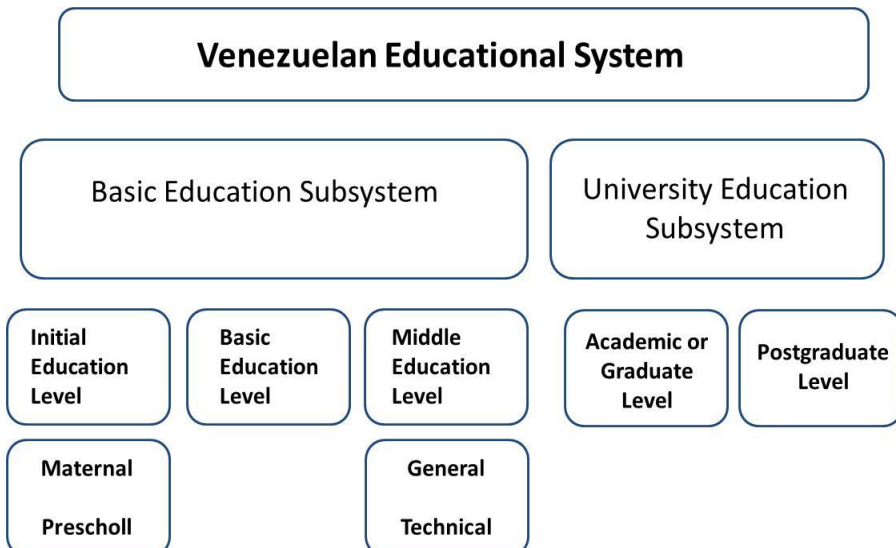 Venezuelan Educational System
Basic Education Subsystem
University Education
Subsystem
Initial
Education
Level
Basic
Education
Level
Middle
Education
Level
Academic or
Graduate
Level
Postgraduate
Level
Maternal
Prescholl
General
Technical